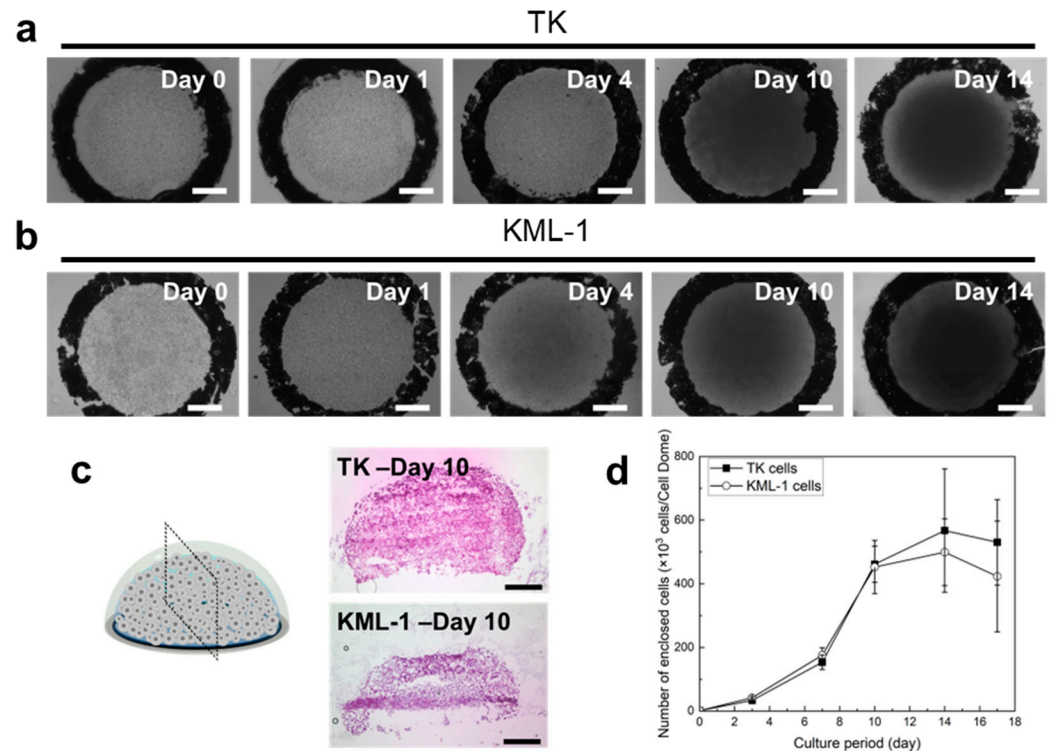 a
TK
Day 0
Day 1
Day 4
Day 10
Day 14
b
KML-1
Day 0
Day 1
Day 4
Day 10
Day 14
c
TK –Day 10
KML-1 –Day 10
d
Number of enclosed cells (×10³ cells/Cell Dome)
800
600
400
200
0
TK cells
KML-1 cells
0 2 4 6 8 10 12 14 16 18
Culture period (day)